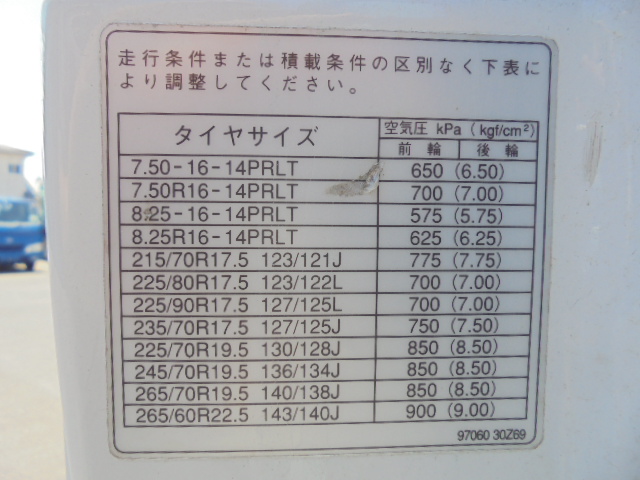 走行条件または積載条件の区別なく下表に
より調整してください。
タイヤサイズ 空気圧 kPa (kgf/cm²)
前輪 後輪
7.50-16-14PRLT 650 (6.50)
7.50R16-14PRLT 700 (7.00)
8.25-16-14PRLT 575 (5.75)
8.25R16-14PRLT 625 (6.25)
215/70R17.5 123/121J 775 (7.75)
225/80R17.5 123/122L 700 (7.00)
225/90R17.5 127/125L 700 (7.00)
235/70R17.5 127/125J 750 (7.50)
225/70R19.5 130/128J 850 (8.50)
245/70R19.5 136/134J 850 (8.50)
265/70R19.5 140/138J 850 (8.50)
265/60R22.5 143/140J 900 (9.00)
97060 30Z69